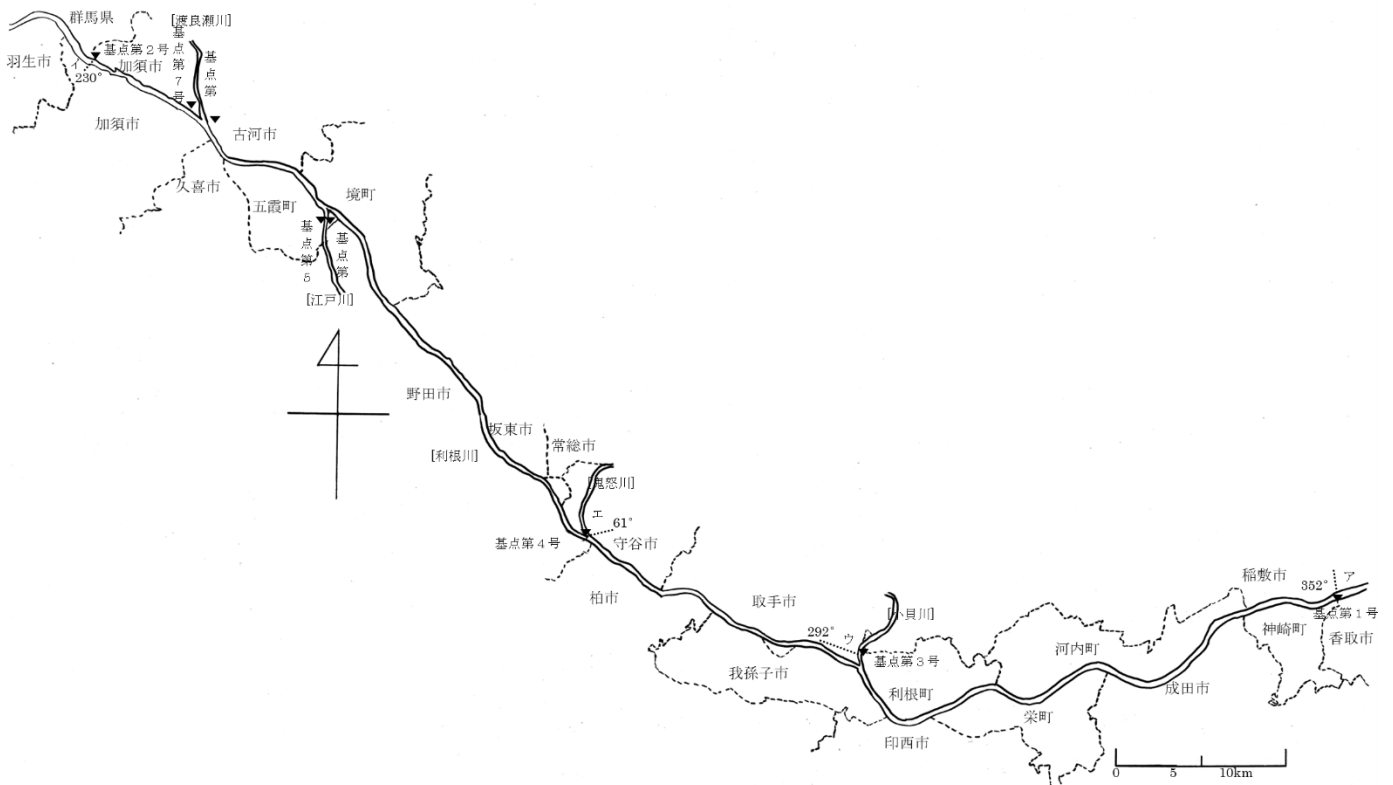 群馬県
[渡良瀬川]
基点第７号
基点第
基点第２号
羽生市
イ
加須市
230°
加須市
古河市
久喜市
五霞町
境町
基点第５
基点第
[江戸川]
野田市
坂東市
常総市
[利根川]
[鬼怒川]
エ
61°
基点第４号
守谷市
柏市
取手市
292°
ウ
[小貝川]
基点第３号
我孫子市
利根町
印西市
栄町
河内町
成田市
稲敷市
352°
ア
基点第１号
神崎町
香取市
0 5 10km